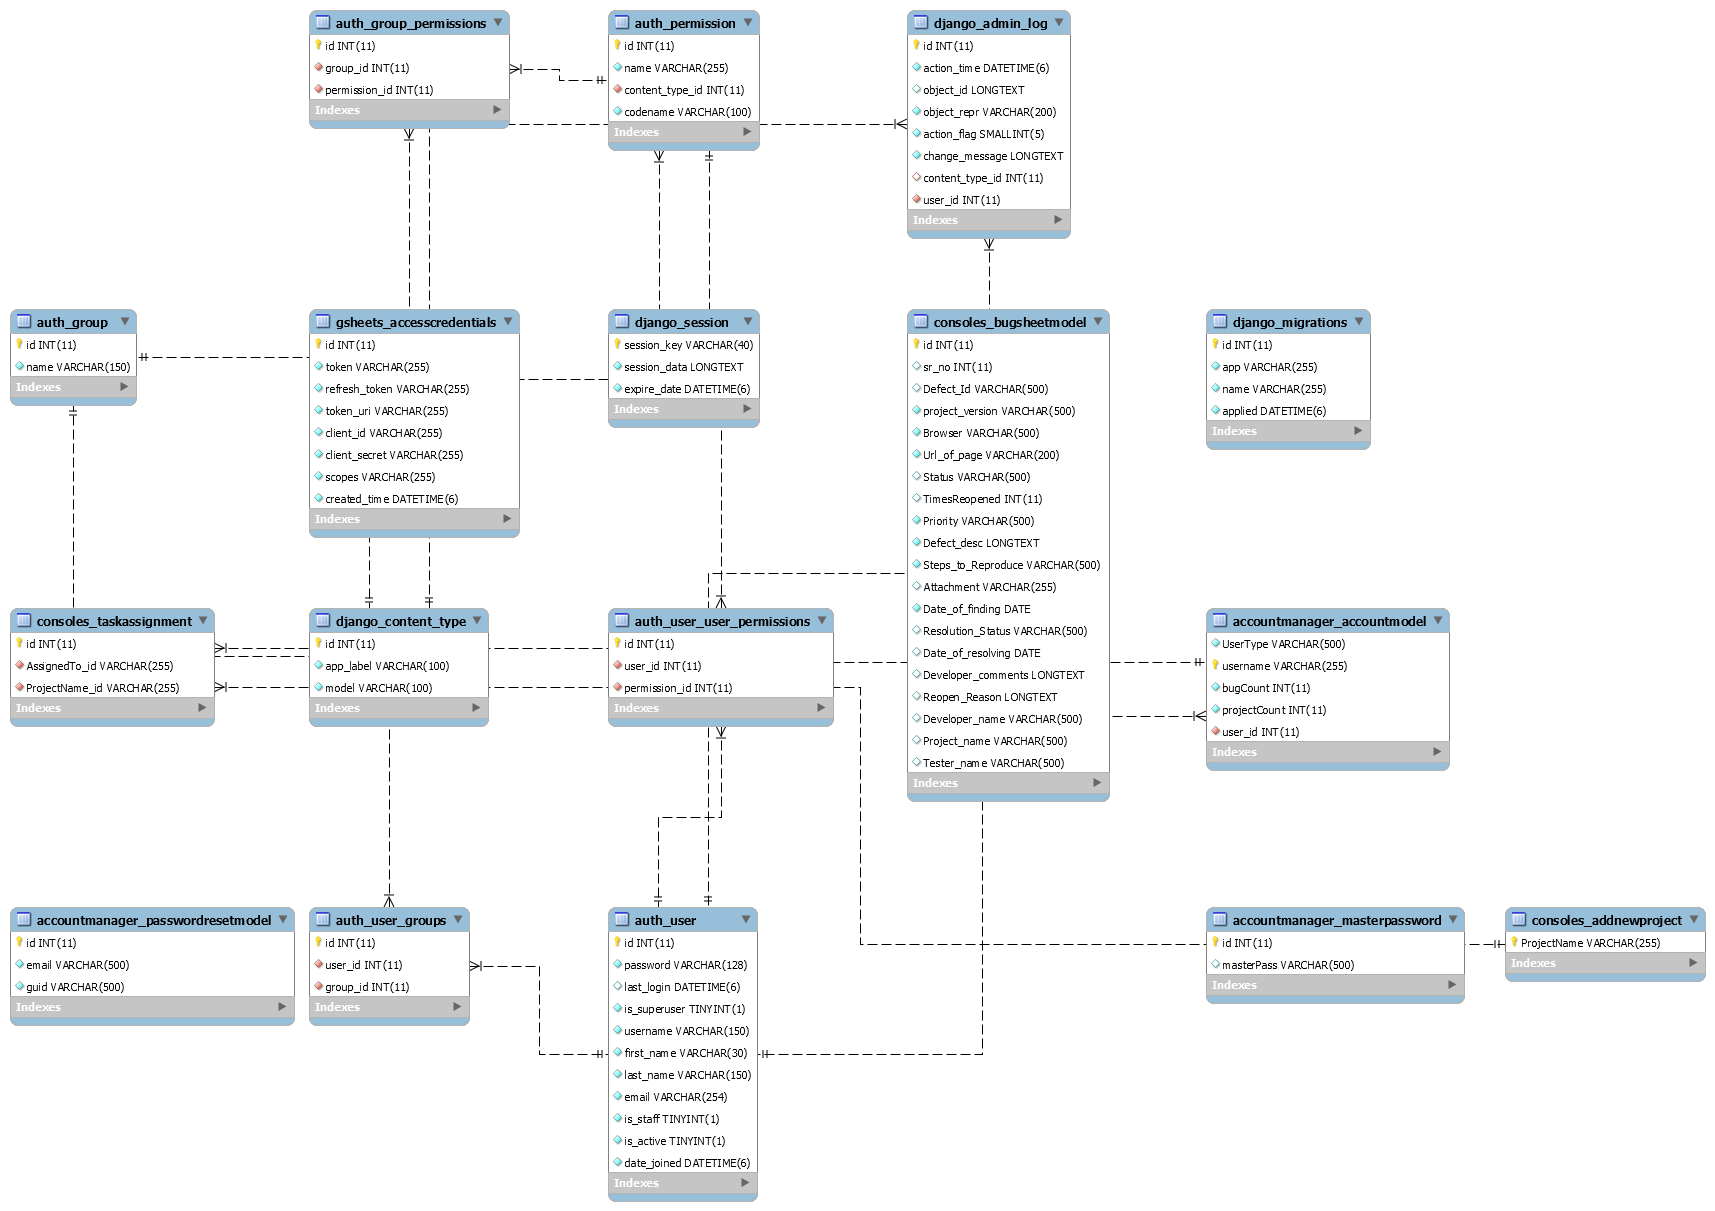 auth_group_permissions
id INT(11)
group_id INT(11)
permission_id INT(11)
Indexes
auth_permission
id INT(11)
name VARCHAR(255)
content_type_id INT(11)
codename VARCHAR(100)
Indexes
django_admin_log
id INT(11)
action_time DATETIME(6)
object_id LONGTEXT
object_repr VARCHAR(200)
action_flag SMALLINT(5)
change_message LONGTEXT
content_type_id INT(11)
user_id INT(11)
Indexes
auth_group
id INT(11)
name VARCHAR(150)
Indexes
gsheets_accesscredentials
id INT(11)
token VARCHAR(255)
refresh_token VARCHAR(255)
token_uri VARCHAR(255)
client_id VARCHAR(255)
client_secret VARCHAR(255)
scopes VARCHAR(255)
created_time DATETIME(6)
Indexes
django_session
session_key VARCHAR(40)
session_data LONGTEXT
expire_date DATETIME(6)
Indexes
consoles_bugsheetmodel
id INT(11)
sr_no INT(11)
Defect_Id VARCHAR(500)
project_version VARCHAR(500)
Browser VARCHAR(500)
Url_of_page VARCHAR(200)
Status VARCHAR(500)
TimesReopened INT(11)
Priority VARCHAR(500)
Defect_desc LONGTEXT
Steps_to_Reproduce VARCHAR(500)
Attachment VARCHAR(255)
Date_of_finding DATE
Resolution_Status VARCHAR(500)
Date_of_resolving DATE
Developer_comments LONGTEXT
Reopen_Reason LONGTEXT
Developer_name VARCHAR(500)
Project_name VARCHAR(500)
Tester_name VARCHAR(500)
Indexes
django_migrations
id INT(11)
app VARCHAR(255)
name VARCHAR(255)
applied DATETIME(6)
Indexes
consoles_taskassignment
id INT(11)
AssignedTo_id VARCHAR(255)
ProjectName_id VARCHAR(255)
Indexes
django_content_type
id INT(11)
app_label VARCHAR(100)
model VARCHAR(100)
Indexes
auth_user_user_permissions
id INT(11)
user_id INT(11)
permission_id INT(11)
Indexes
accountmanager_accountmodel
UserType VARCHAR(500)
username VARCHAR(255)
bugCount INT(11)
projectCount INT(11)
user_id INT(11)
Indexes
accountmanager_passwordresetmodel
id INT(11)
email VARCHAR(500)
guid VARCHAR(500)
Indexes
auth_user_groups
id INT(11)
user_id INT(11)
group_id INT(11)
Indexes
auth_user
id INT(11)
password VARCHAR(128)
last_login DATETIME(6)
is_superuser TINYINT(1)
username VARCHAR(150)
first_name VARCHAR(30)
last_name VARCHAR(150)
email VARCHAR(254)
is_staff TINYINT(1)
is_active TINYINT(1)
date_joined DATETIME(6)
Indexes
accountmanager_masterpassword
id INT(11)
masterPass VARCHAR(500)
Indexes
consoles_addnewproject
ProjectName VARCHAR(255)
Indexes